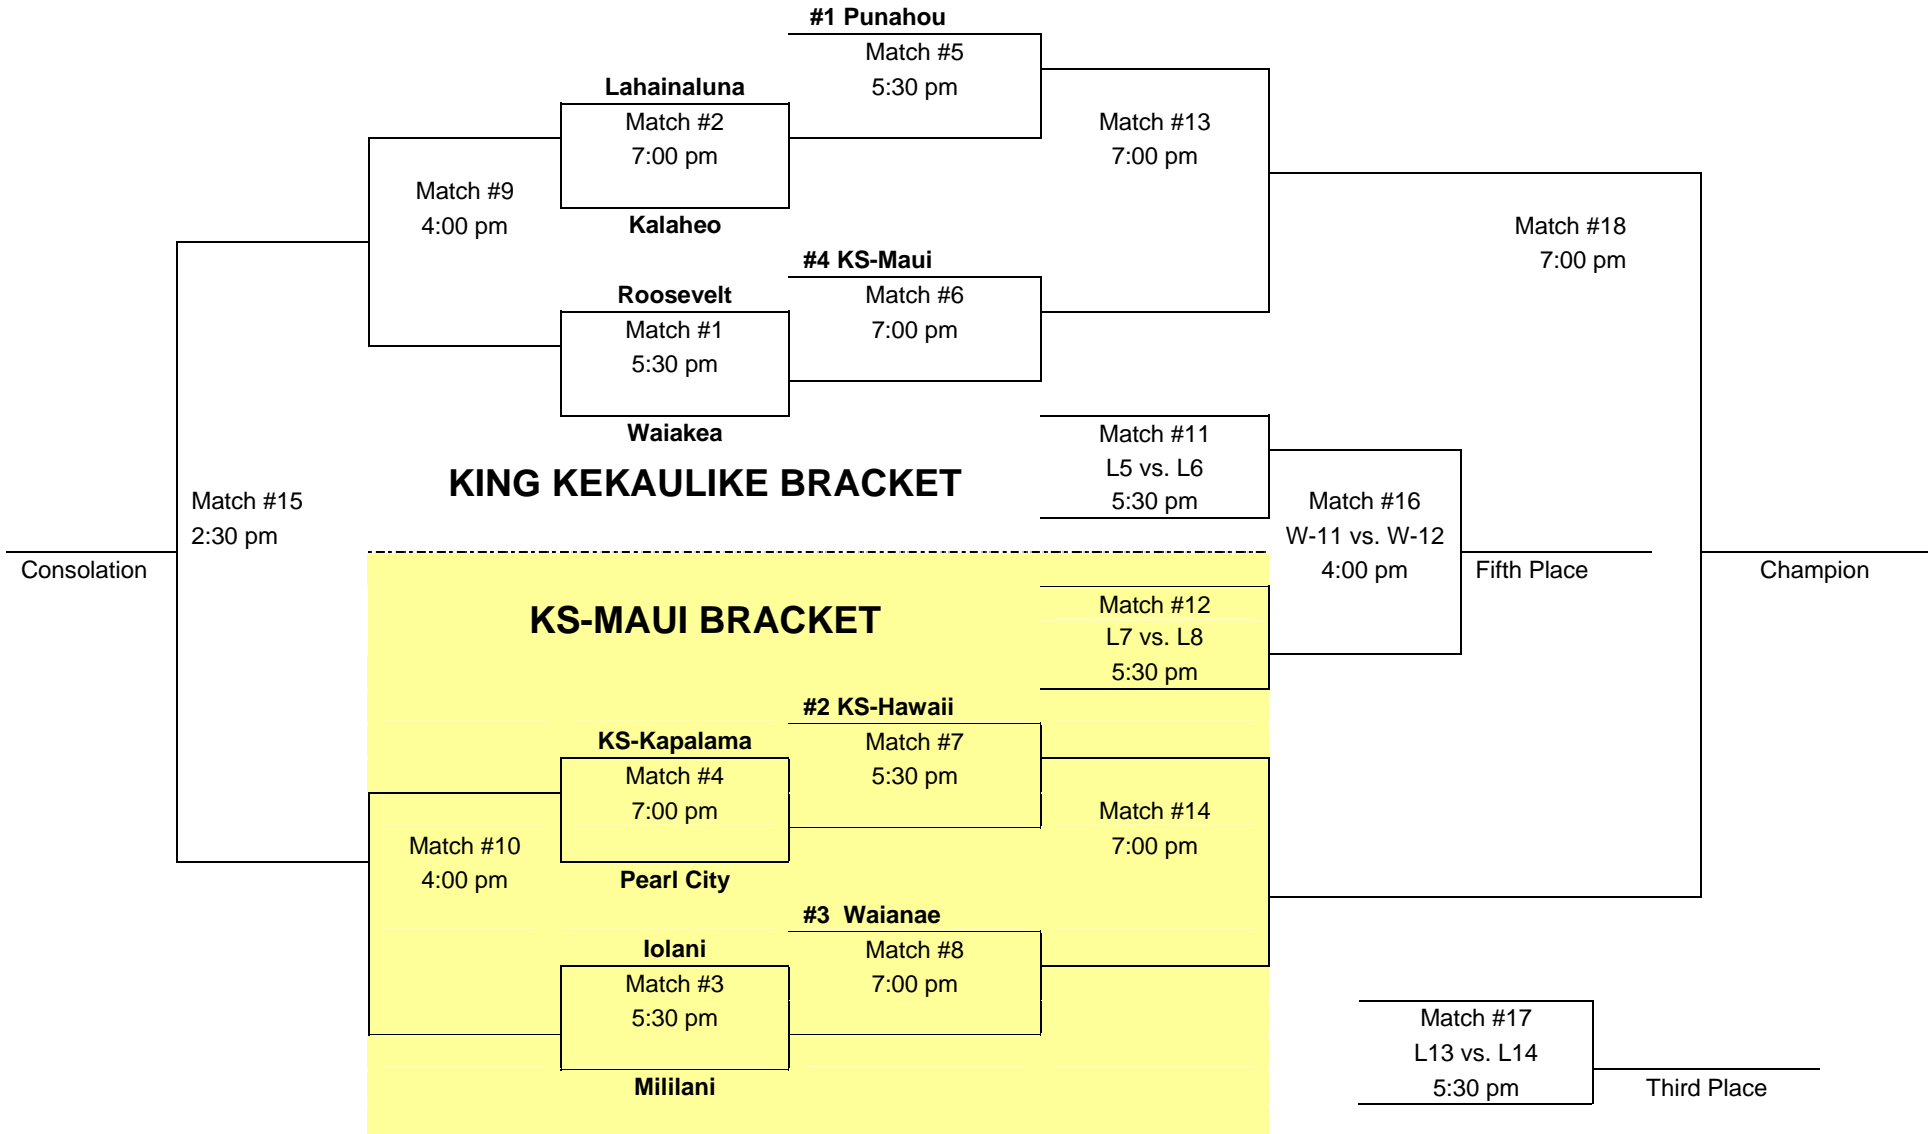 #1 Punahou
Match #5
5:30 pm
Lahainaluna
Match #2
7:00 pm
Kalaheo
Match #13
7:00 pm
Match #9
4:00 pm
Match #18
7:00 pm
#4 KS-Maui
Match #6
7:00 pm
Roosevelt
Match #1
5:30 pm
Waiakea
Match #11
L5 vs. L6
5:30 pm
KING KEKAULIKE BRACKET
Match #15
2:30 pm
Match #16
W-11 vs. W-12
4:00 pm
Consolation
Fifth Place
Champion
KS-MAUI BRACKET
Match #12
L7 vs. L8
5:30 pm
#2 KS-Hawaii
Match #7
5:30 pm
KS-Kapalama
Match #4
7:00 pm
Pearl City
Match #14
7:00 pm
Match #10
4:00 pm
#3  Waianae
Match #8
7:00 pm
Iolani
Match #3
5:30 pm
Mililani
Match #17
L13 vs. L14
5:30 pm
Third Place